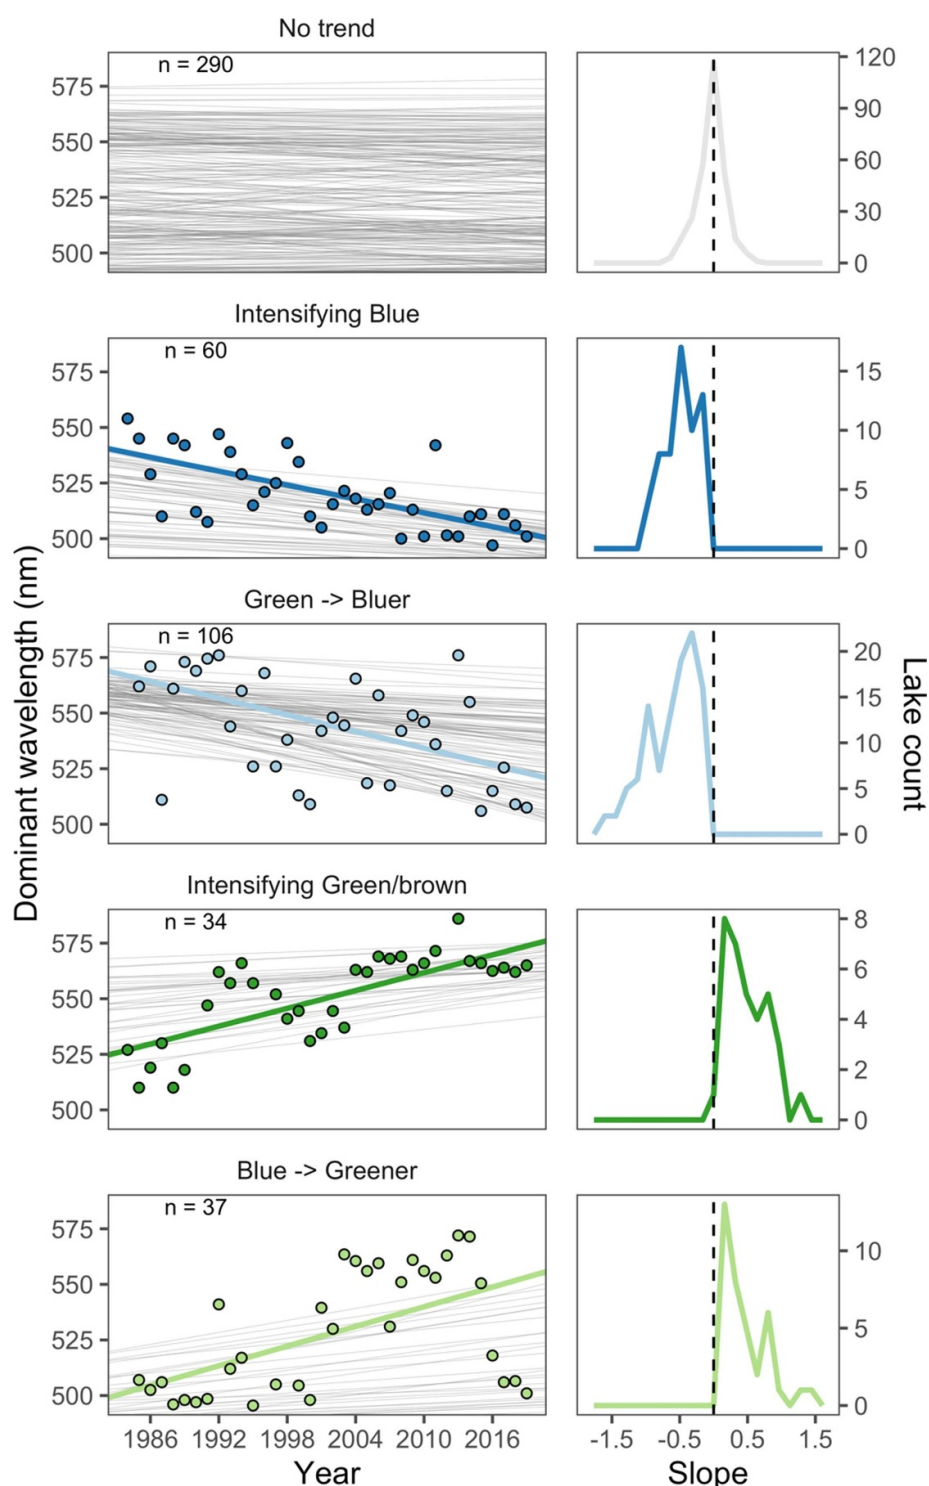 No trend
n = 290
575
550
525
500
120
90
60
30
0
Intensifying Blue
n = 60
575
550
525
500
15
10
5
0
Green -> Bluer
n = 106
575
550
525
500
20
15
10
5
0
Intensifying Green/brown
n = 34
575
550
525
500
8
6
4
2
0
Blue -> Greener
n = 37
575
550
525
500
10
5
0
1986 1992 1998 2004 2010 2016
-1.5 -0.5 0.5 1.5
Year
Slope
Dominant wavelength (nm)
Lake count